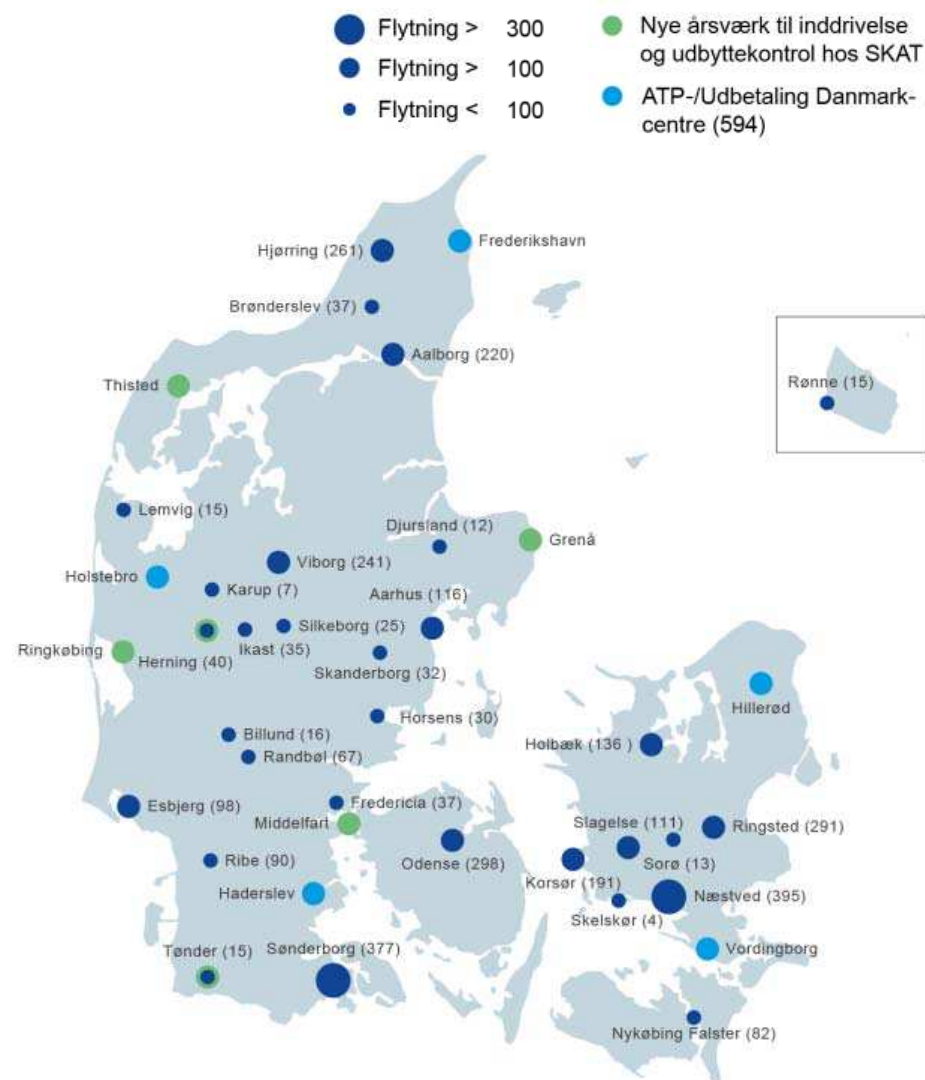 Flytning > 300
Flytning > 100
Flytning < 100
Nye årsværk til inddrivelse
og udbyttekontrol hos SKAT
ATP-/Udbetaling Danmark-
centre (594)
Hjørring (261)
Frederikshavn
Brønderslev (37)
Aalborg (220)
Thisted
Rønne (15)
Lemvig (15)
Djursland (12)
Grenå
Viborg (241)
Holstebro
Karup (7)
Aarhus (116)
Silkeborg (25)
Ikast (35)
Ringkøbing
Herning (40)
Skanderborg (32)
Hillerød
Horsens (30)
Billund (16)
Holbæk (136 )
Randbøl (67)
Esbjerg (98)
Fredericia (37)
Middelfart
Slagelse (111)
Ringsted (291)
Ribe (90)
Odense (298)
Sorø (13)
Korsør (191)
Haderslev
Næstved (395)
Skelskør (4)
Tønder (15)
Sønderborg (377)
Vordingborg
Nykøbing Falster (82)